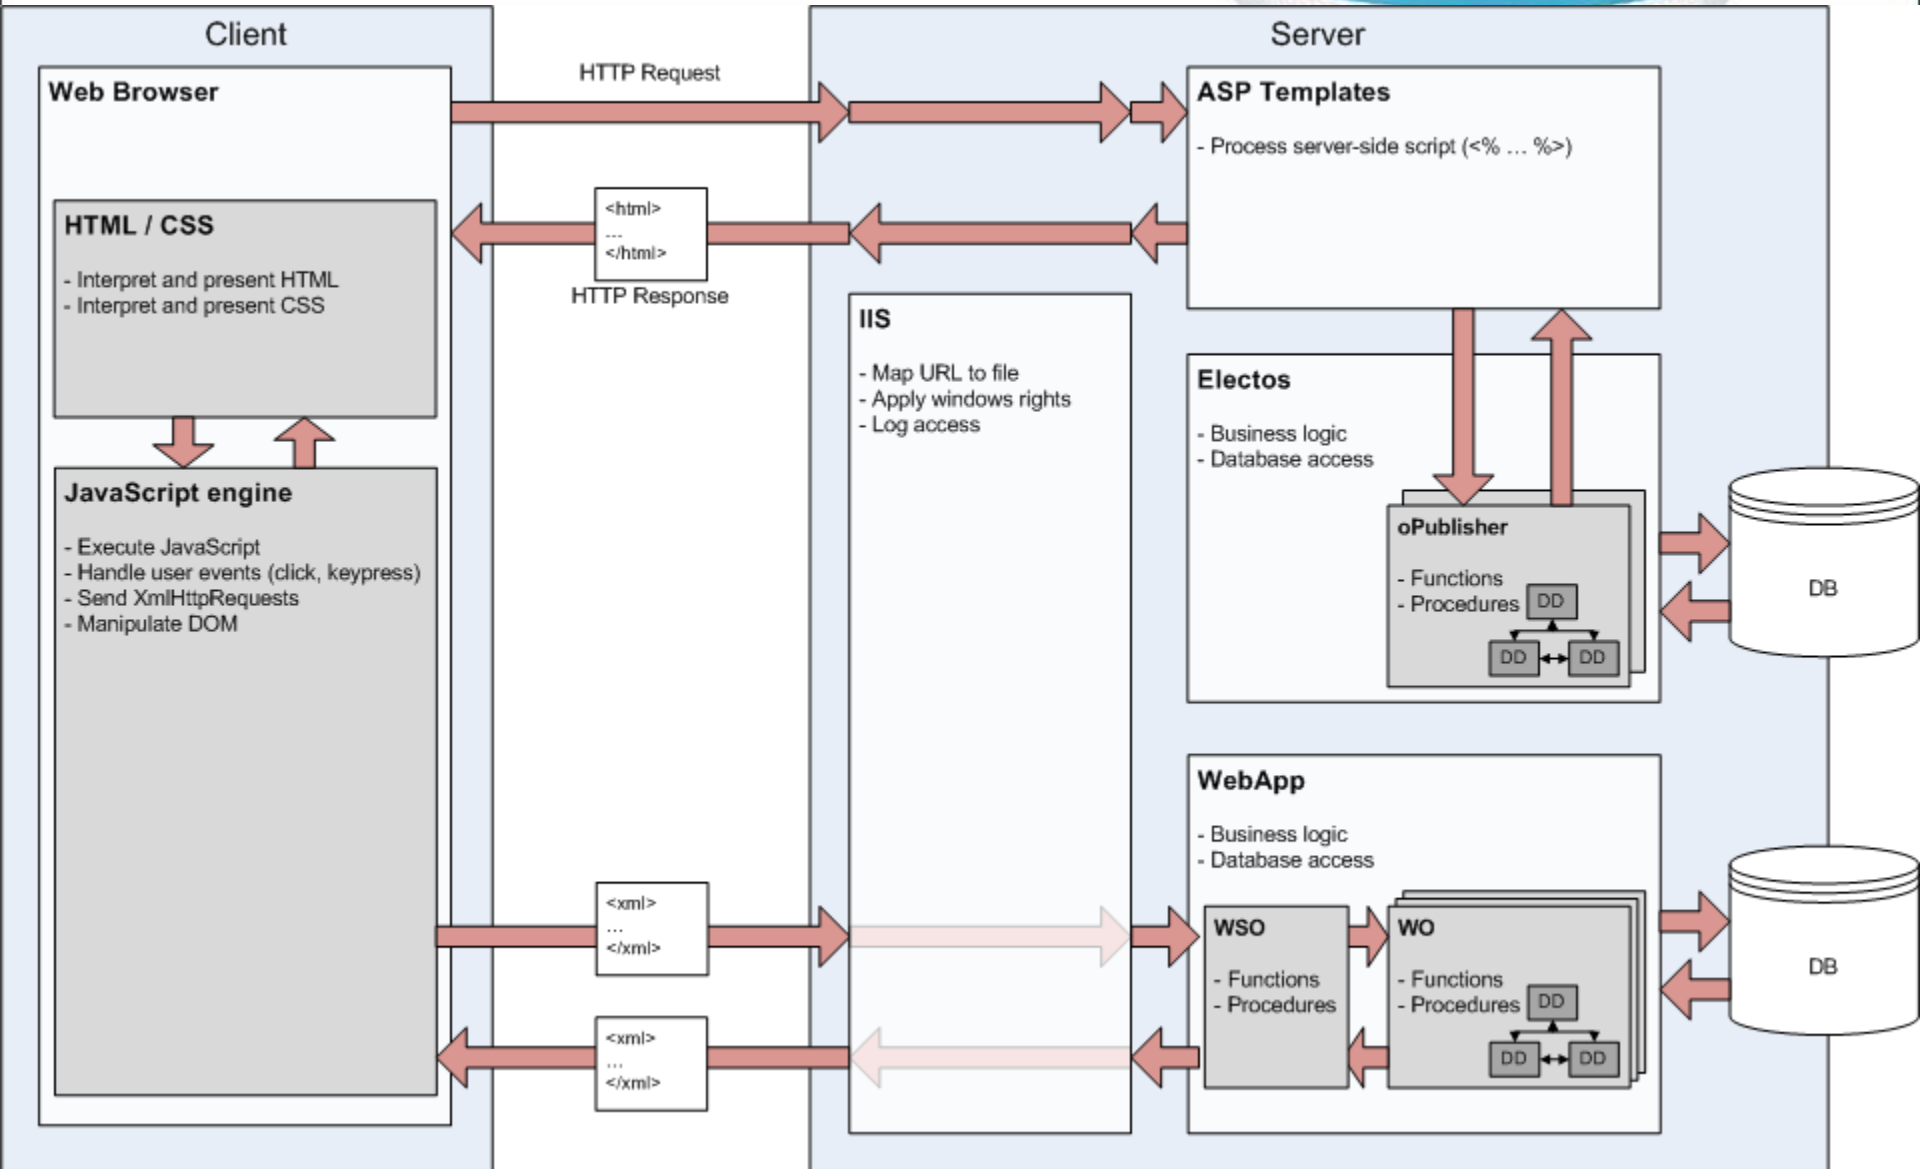 Client
Server
Web Browser
HTTP Request
ASP Templates
- Process server-side script (<% ... %>)
HTML / CSS
- Interpret and present HTML
- Interpret and present CSS
<html>
...
</html>
HTTP Response
IIS
- Map URL to file
- Apply windows rights
- Log access
Electos
- Business logic
- Database access
oPublisher
- Functions
- Procedures
DD
DD
DD
DB
JavaScript engine
- Execute JavaScript
- Handle user events (click, keypress)
- Send XmlHttpRequests
- Manipulate DOM
WebApp
- Business logic
- Database access
<xml>
...
</xml>
WSO
- Functions
- Procedures
WO
- Functions
- Procedures
DD
DD
DD
DB
<xml>
...
</xml>